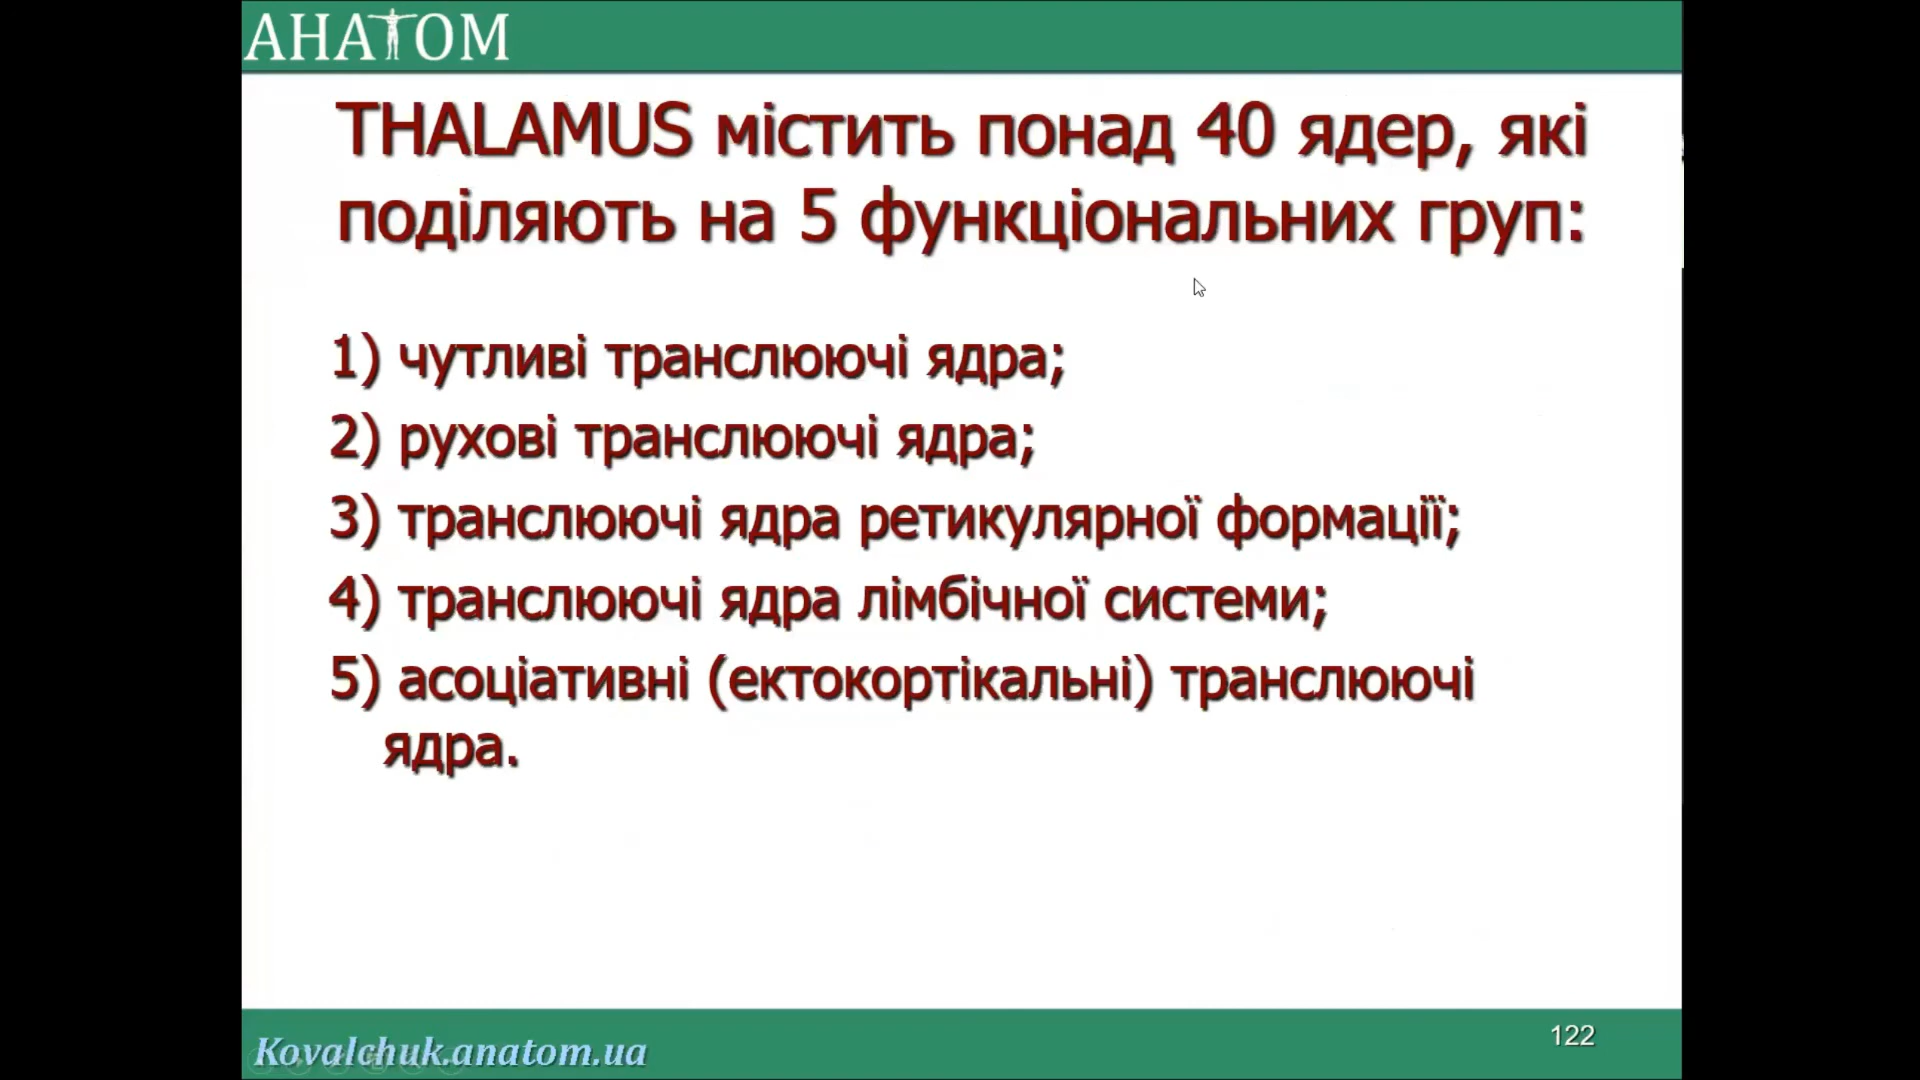 АНАТОМ
THALAMUS містить понад 40 ядер, які
поділяють на 5 функціональних груп:
1) чутливі транслюючі ядра;
2) рухові транслюючі ядра;
3) транслюючі ядра ретикулярної формації;
4) транслюючі ядра лімбічної системи;
5) асоціативні (ектокортікальні) транслюючі
ядра.
Kovalchuk.anatom.ua
122